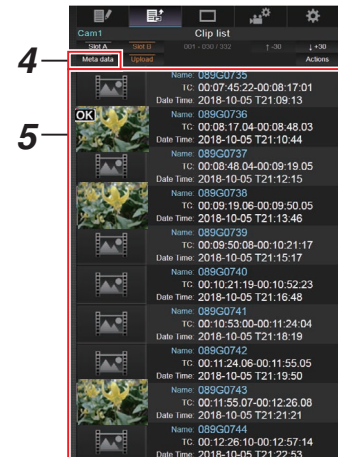 Cam1 Clip list
Slot A Slot B 001 - 030 / 332 ↑ -30 ↓ +30
4 Meta data Upload Actions
Name: 089G0735
TC: 00:07:45:22-00:08:17:01
Date Time: 2018-10-05 T21:09:13
5 OK Name: 089G0736
TC: 00:08:17.04-00:08:48.03
Date Time: 2018-10-05 T21:10:44
Name: 089G0737
TC: 00:08:48.04-00:09:19.05
Date Time: 2018-10-05 T21:12:15
Name: 089G0738
TC: 00:09:19.06-00:09:50.05
Date Time: 2018-10-05 T21:13:46
Name: 089G0739
TC: 00:09:50:08-00:10:21:17
Date Time: 2018-10-05 T21:15:17
Name: 089G0740
TC: 00:10:21:19-00:10:52:23
Date Time: 2018-10-05 T21:16:48
Name: 089G0741
TC: 00:10:53:00-00:11:24:04
Date Time: 2018-10-05 T21:18:19
Name: 089G0742
TC: 00:11:24.06-00:11:55.05
Date Time: 2018-10-05 T21:19:50
Name: 089G0743
TC: 00:11:55.07-00:12:26.08
Date Time: 2018-10-05 T21:21:21
Name: 089G0744
TC: 00:12:26:10-00:12:57:14
Date Time: 2018-10-05 T21:22:53